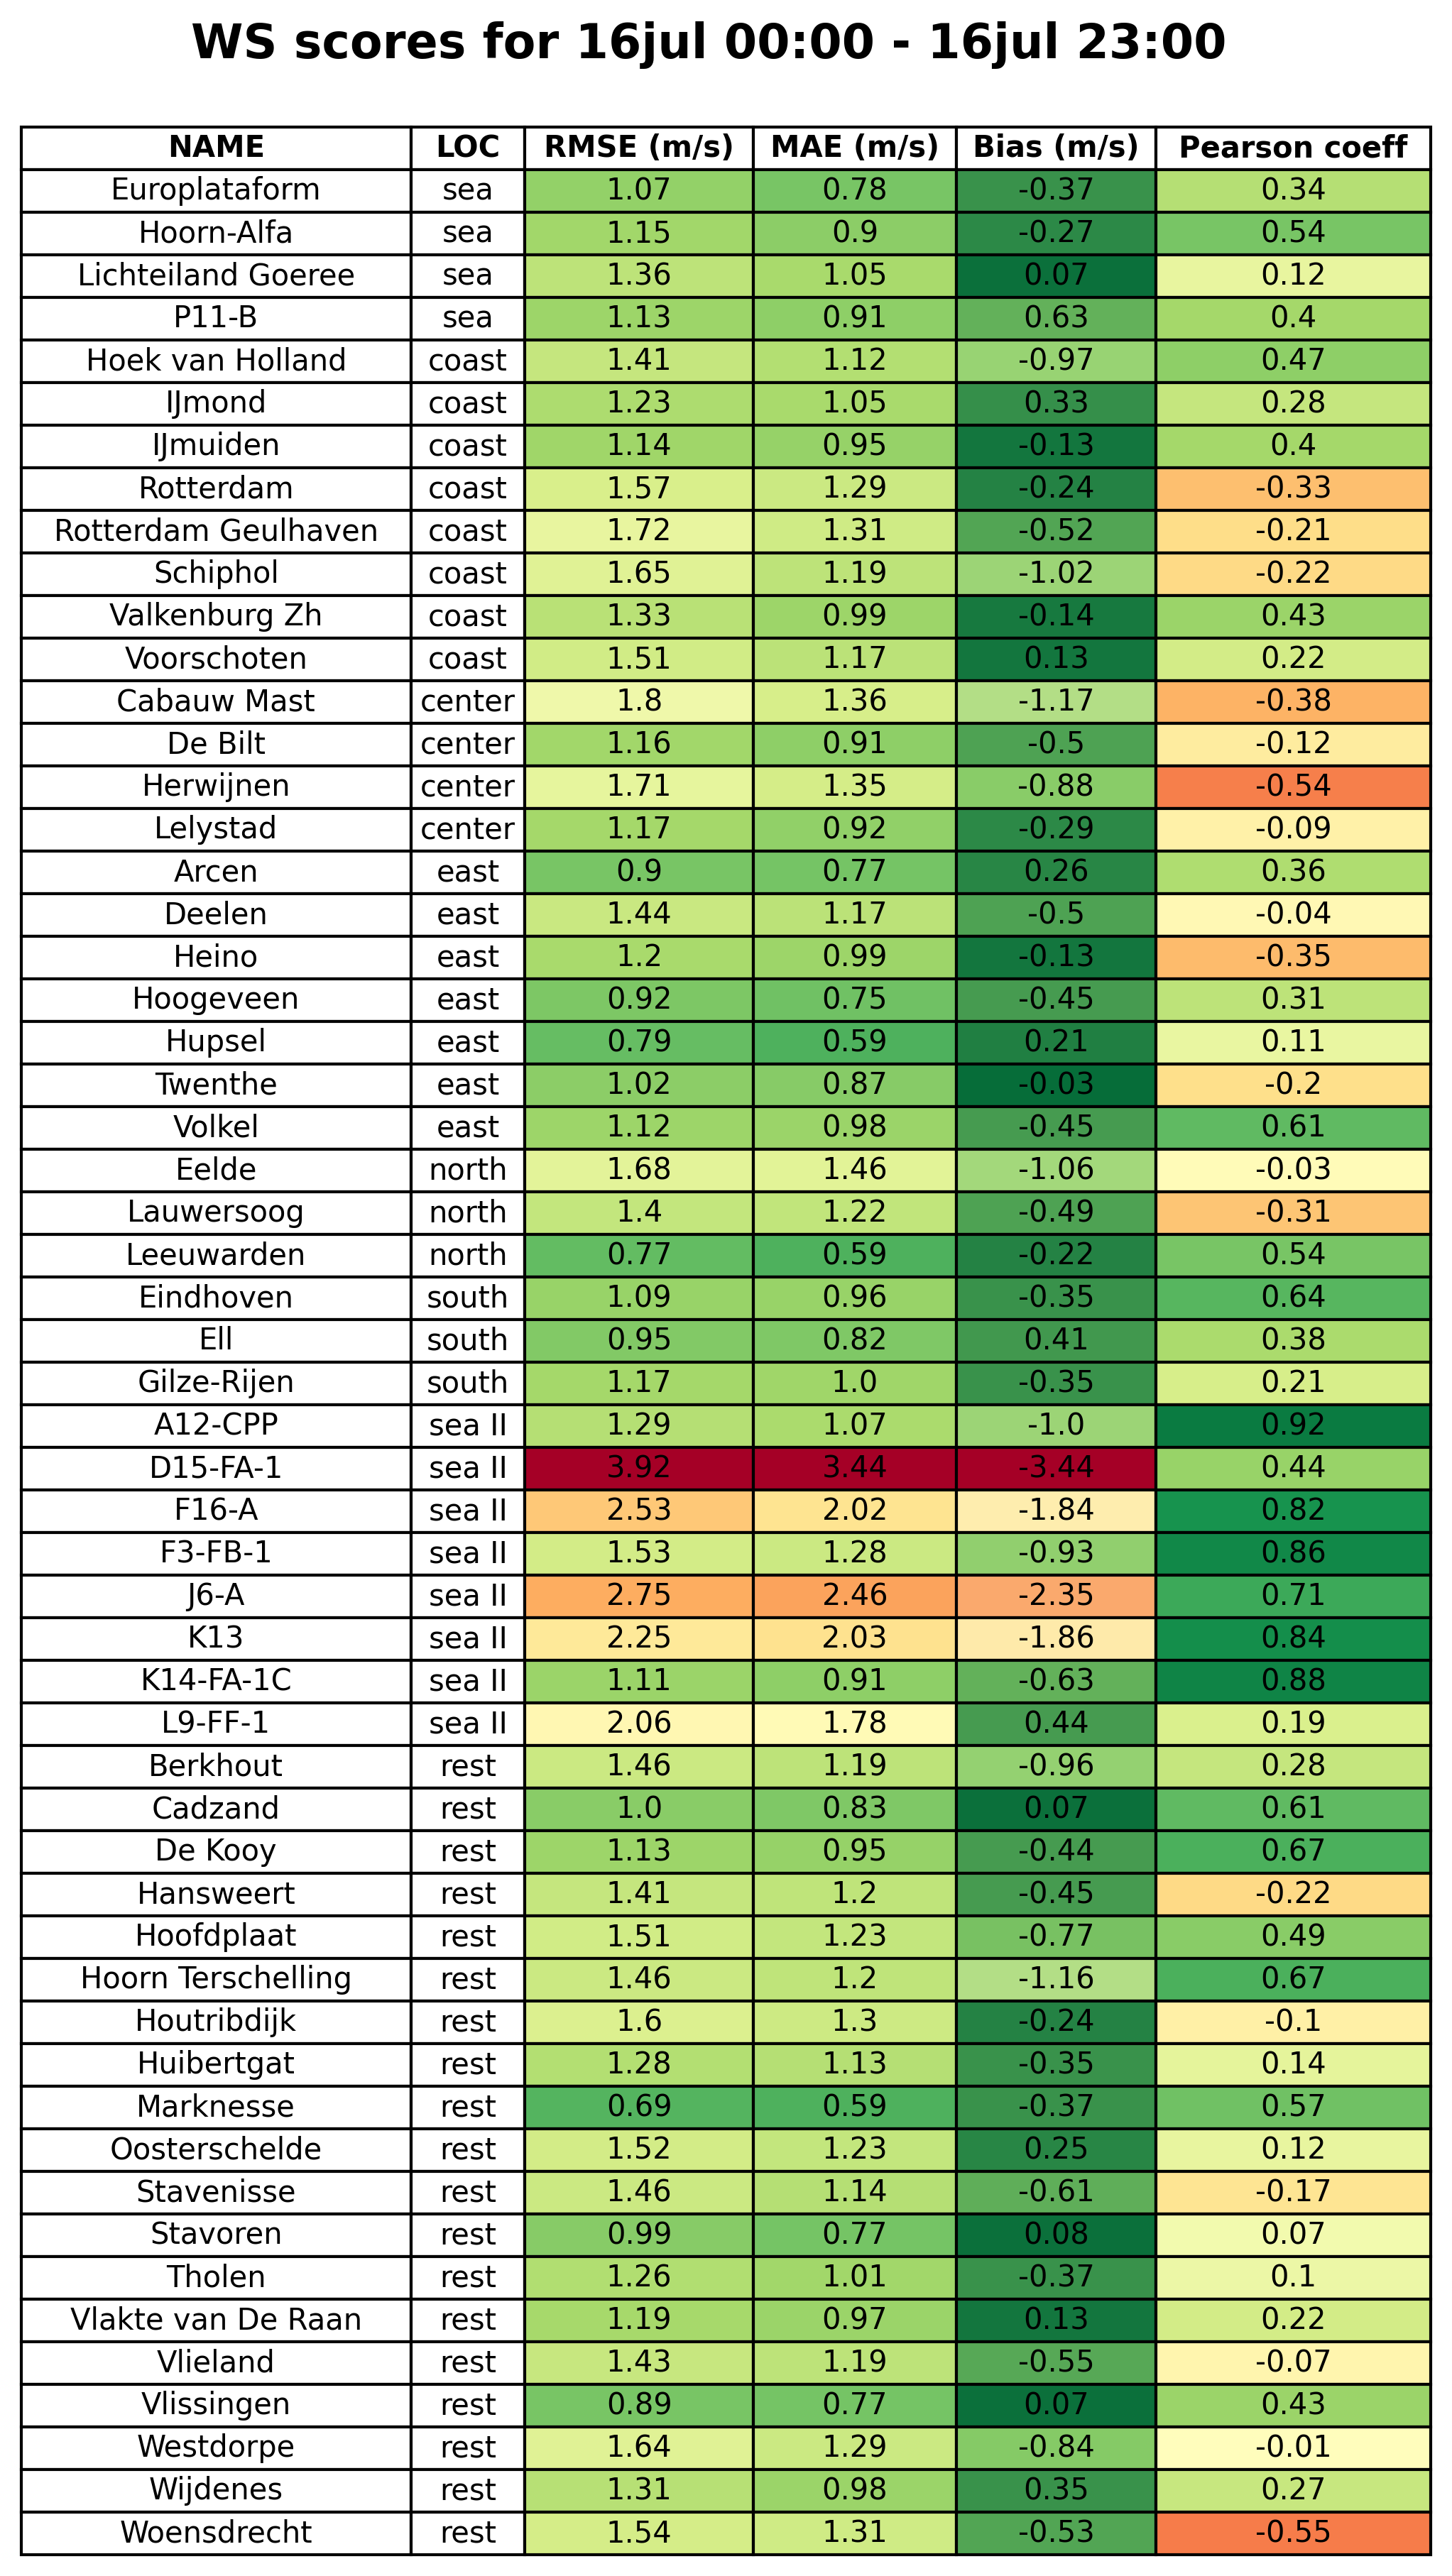 WS scores for 16jul 00:00 - 16jul 23:00
NAME LOC RMSE (m/s) MAE (m/s) Bias (m/s) Pearson coeff
Europlataform sea 1.07 0.78 -0.37 0.34
Hoorn-Alfa sea 1.15 0.9 -0.27 0.54
Lichteiland Goeree sea 1.36 1.05 0.07 0.12
P11-B sea 1.13 0.91 0.63 0.4
Hoek van Holland coast 1.41 1.12 -0.97 0.47
IJmond coast 1.23 1.05 0.33 0.28
IJmuiden coast 1.14 0.95 -0.13 0.4
Rotterdam coast 1.57 1.29 -0.24 -0.33
Rotterdam Geulhaven coast 1.72 1.31 -0.52 -0.21
Schiphol coast 1.65 1.19 -1.02 -0.22
Valkenburg Zh coast 1.33 0.99 -0.14 0.43
Voorschoten coast 1.51 1.17 0.13 0.22
Cabauw Mast center 1.8 1.36 -1.17 -0.38
De Bilt center 1.16 0.91 -0.5 -0.12
Herwijnen center 1.71 1.35 -0.88 -0.54
Lelystad center 1.17 0.92 -0.29 -0.09
Arcen east 0.9 0.77 0.26 0.36
Deelen east 1.44 1.17 -0.5 -0.04
Heino east 1.2 0.99 -0.13 -0.35
Hoogeveen east 0.92 0.75 -0.45 0.31
Hupsel east 0.79 0.59 0.21 0.11
Twenthe east 1.02 0.87 -0.03 -0.2
Volkel east 1.12 0.98 -0.45 0.61
Eelde north 1.68 1.46 -1.06 -0.03
Lauwersoog north 1.4 1.22 -0.49 -0.31
Leeuwarden north 0.77 0.59 -0.22 0.54
Eindhoven south 1.09 0.96 -0.35 0.64
Ell south 0.95 0.82 0.41 0.38
Gilze-Rijen south 1.17 1.0 -0.35 0.21
A12-CPP sea II 1.29 1.07 -1.0 0.92
D15-FA-1 sea II 3.92 3.44 -3.44 0.44
F16-A sea II 2.53 2.02 -1.84 0.82
F3-FB-1 sea II 1.53 1.28 -0.93 0.86
J6-A sea II 2.75 2.46 -2.35 0.71
K13 sea II 2.25 2.03 -1.86 0.84
K14-FA-1C sea II 1.11 0.91 -0.63 0.88
L9-FF-1 sea II 2.06 1.78 0.44 0.19
Berkhout rest 1.46 1.19 -0.96 0.28
Cadzand rest 1.0 0.83 0.07 0.61
De Kooy rest 1.13 0.95 -0.44 0.67
Hansweert rest 1.41 1.2 -0.45 -0.22
Hoofdplaat rest 1.51 1.23 -0.77 0.49
Hoorn Terschelling rest 1.46 1.2 -1.16 0.67
Houtribdijk rest 1.6 1.3 -0.24 -0.1
Huibertgat rest 1.28 1.13 -0.35 0.14
Marknesse rest 0.69 0.59 -0.37 0.57
Oosterschelde rest 1.52 1.23 0.25 0.12
Stavenisse rest 1.46 1.14 -0.61 -0.17
Stavoren rest 0.99 0.77 0.08 0.07
Tholen rest 1.26 1.01 -0.37 0.1
Vlakte van De Raan rest 1.19 0.97 0.13 0.22
Vlieland rest 1.43 1.19 -0.55 -0.07
Vlissingen rest 0.89 0.77 0.07 0.43
Westdorpe rest 1.64 1.29 -0.84 -0.01
Wijdenes rest 1.31 0.98 0.35 0.27
Woensdrecht rest 1.54 1.31 -0.53 -0.55